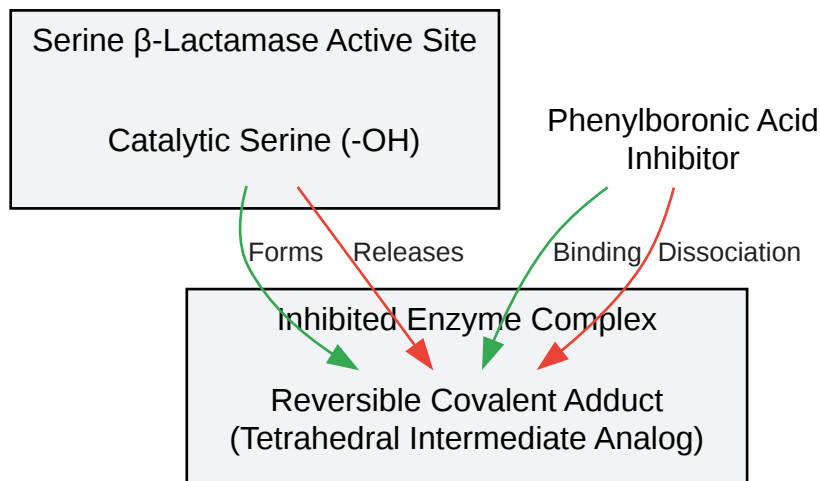 Serine β-Lactamase Active Site
Catalytic Serine (-OH)
Phenylboronic Acid
Inhibitor
Forms
Releases
Binding
Dissociation
Inhibited Enzyme Complex
Reversible Covalent Adduct
(Tetrahedral Intermediate Analog)